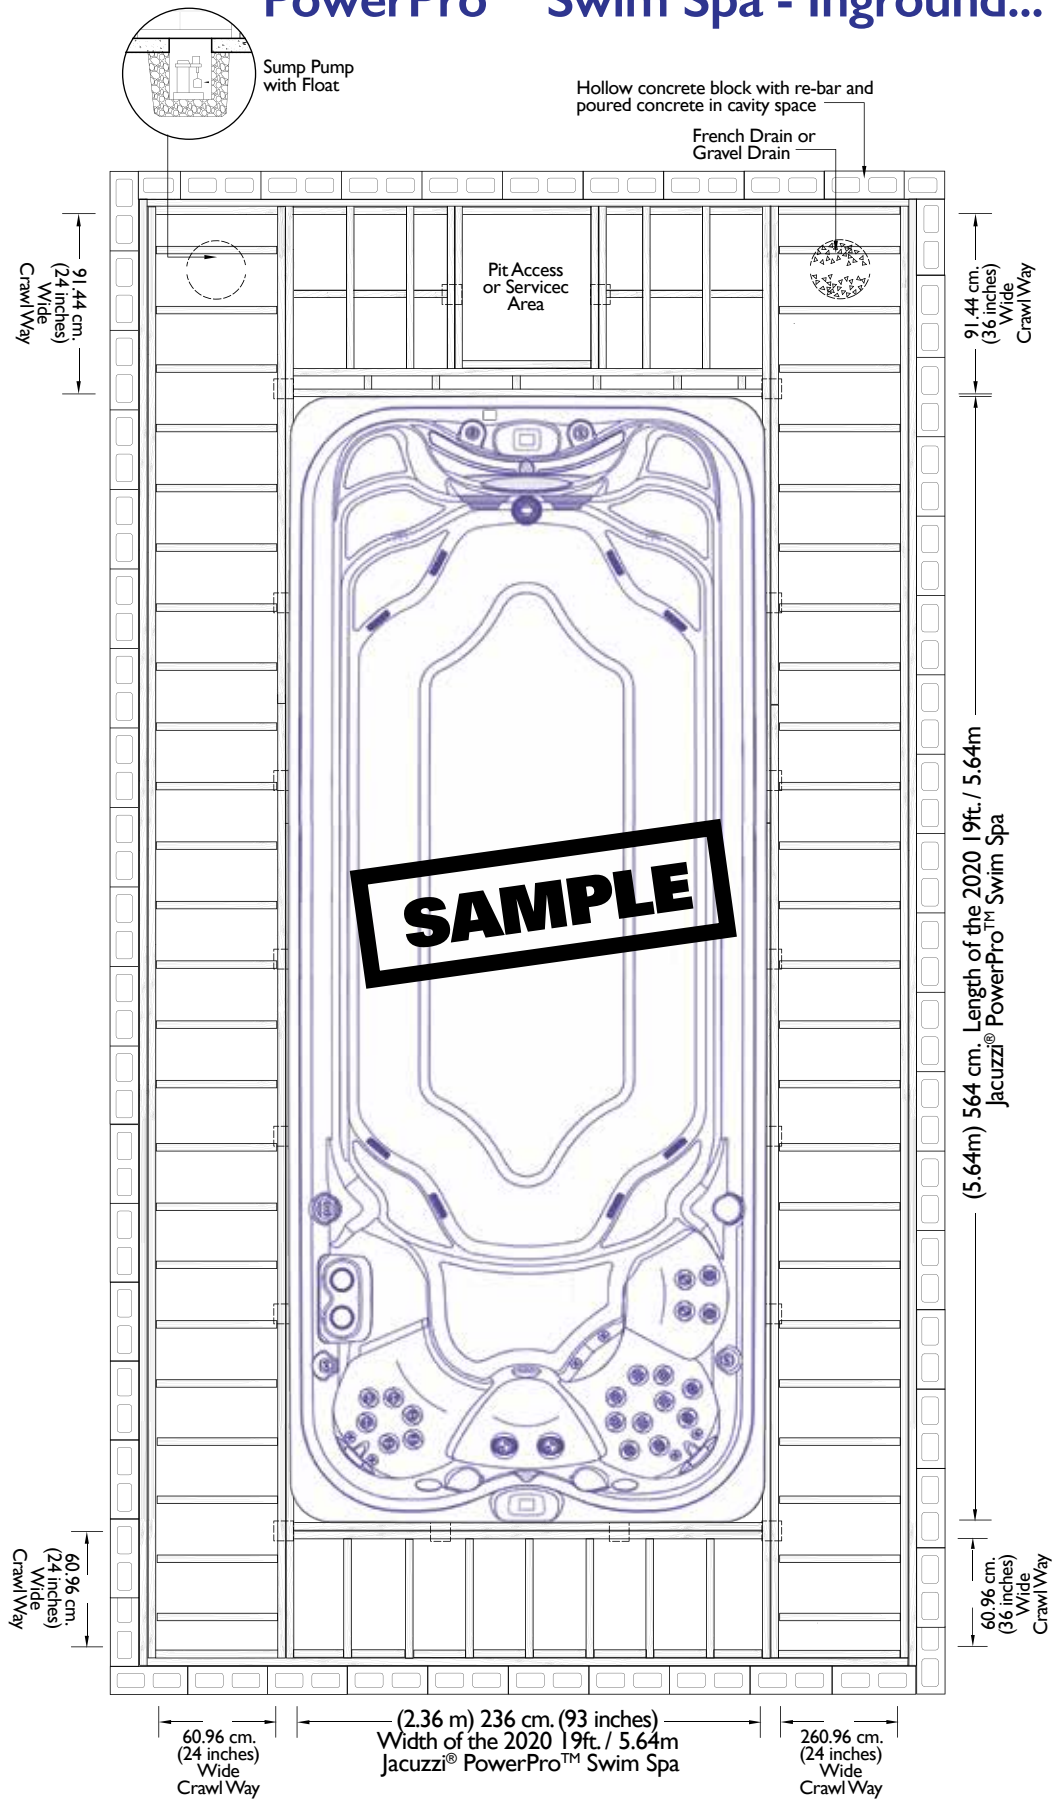 PowerPro™ Swim Spa - Inground...
Sump Pump
with Float
Hollow concrete block with re-bar and
poured concrete in cavity space
French Drain or
Gravel Drain
91.44 cm.
(24 inches)
Wide
Crawl Way
Pit Access
or Servicec
Area
91.44 cm.
(36 inches)
Wide
Crawl Way
SAMPLE
(5.64m) 564 cm. Length of the 2020 19ft. / 5.64m
Jacuzzi® PowerPro™ Swim Spa
60.96 cm.
(24 inches)
Wide
Crawl Way
60.96 cm.
(36 inches)
Wide
Crawl Way
60.96 cm.
(24 inches)
Wide
Crawl Way
(2.36 m) 236 cm. (93 inches)
Width of the 2020 19ft. / 5.64m
Jacuzzi® PowerPro™ Swim Spa
260.96 cm.
(24 inches)
Wide
Crawl Way